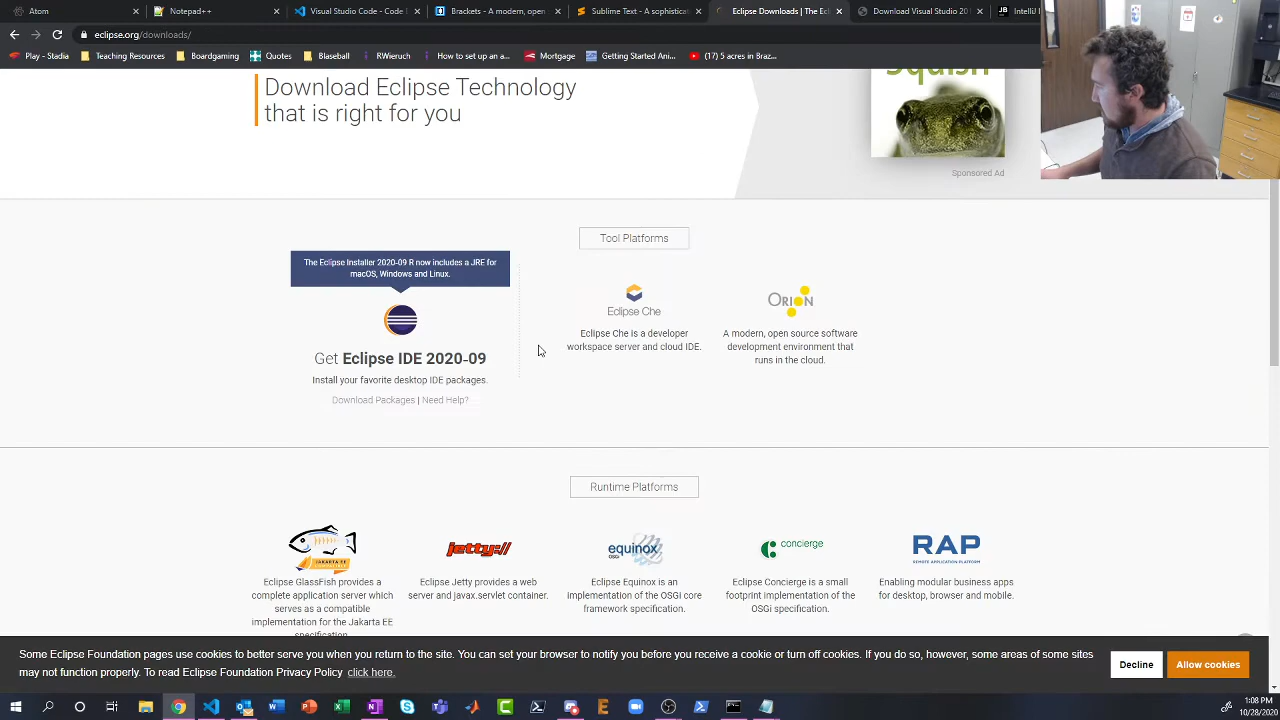 Atom
Notepad++
Visual Studio Code - Code
Brackets - A modern, open
Sublime Text - A sophistica
Eclipse Downloads | The Ecl
Download Visual Studio 201
IntelliJ
eclipse.org/downloads/
Play - Stadia
Teaching Resources
Boardgaming
Quotes
Blaseball
RWieruch
How to set up an a...
Mortgage
Getting Started Ani...
(17) 5 acres in Braz...
Download Eclipse Technology
that is right for you
Squish
Sponsored Ad
Tool Platforms
The Eclipse Installer 2020-09 R now includes a JRE for
macOS, Windows and Linux.
Get Eclipse IDE 2020-09
Install your favorite desktop IDE packages.
Download Packages | Need Help?
Eclipse Che
Eclipse Che is a developer
workspace server and cloud IDE.
ORION
A modern, open source software
development environment that
runs in the cloud.
Runtime Platforms
JAKARTA EE
Eclipse GlassFish provides a
complete application server which
serves as a compatible
implementation for the Jakarta EE
specification.
jetty://
Eclipse Jetty provides a web
server and javax.servlet container.
equinox
OSGi
Eclipse Equinox is an
implementation of the OSGi core
framework specification.
concierge
Eclipse Concierge is a small
footprint implementation of the
OSGi specification.
RAP
REMOTE APPLICATION PLATFORM
Enabling modular business apps
for desktop, browser and mobile.
Some Eclipse Foundation pages use cookies to better serve you when you return to the site. You can set your browser to notify you before you receive a cookie or turn off cookies. If you do so, however, some areas of some sites
may not function properly. To read Eclipse Foundation Privacy Policy click here.
Decline
Allow cookies
1:08 PM
10/28/2020